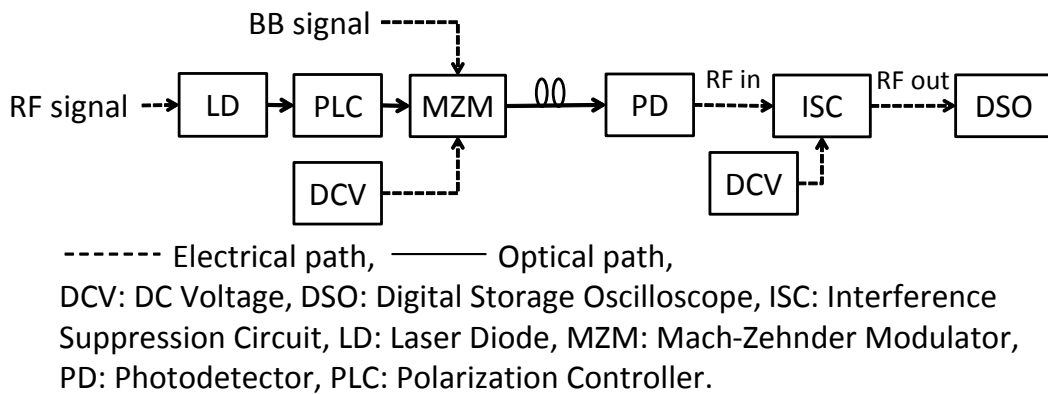 BB signal
RF signal
LD
PLC
MZM
PD
RF in
ISC
RF out
DSO
DCV
DCV
Electrical path, Optical path,
DCV: DC Voltage, DSO: Digital Storage Oscilloscope, ISC: Interference
Suppression Circuit, LD: Laser Diode, MZM: Mach-Zehnder Modulator,
PD: Photodetector, PLC: Polarization Controller.